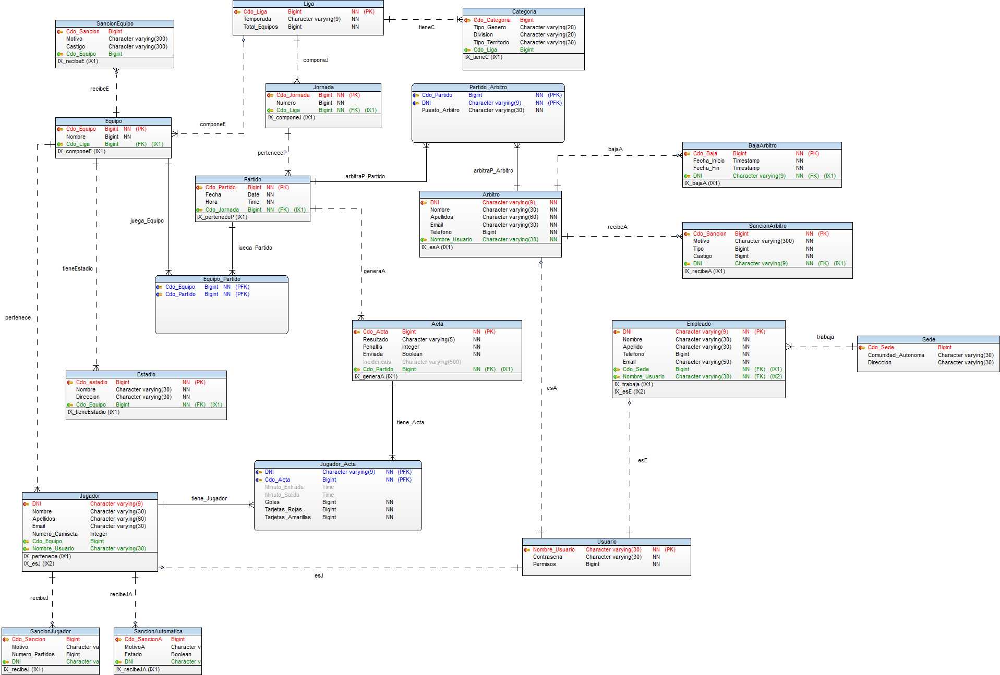 Liga
Cdo_Liga Bigint NN (PK)
Temporada Character varying(9) NN
Total_Equipos Bigint NN
tieneC
Categoria
Cdo_Categoria Bigint
Tipo_Genero Character varying(20)
Division Character varying(20)
Tipo_Territorio Character varying(30)
Cdo_Liga Bigint
IX_tieneC (IX1)
SancionEquipo
Cdo_Sancion Bigint
Motivo Character varying(300)
Castigo Character varying(300)
Cdo_Equipo Bigint
IX_recibeE (IX1)
recibeE
componeJ
componeE
Jornada
Cdo_Jornada Bigint NN (PK)
Numero Bigint NN
Cdo_Liga Bigint NN (FK) (IX1)
IX_componeJ (IX1)
Partido_Arbitro
Cdo_Partido Bigint NN (PFK)
DNI Character varying(9) NN (PFK)
Puesto_Arbitro Character varying(30) NN
Equipo
Cdo_Equipo Bigint NN (PK)
Nombre Bigint NN
Cdo_Liga Bigint (FK) (IX1)
IX_componeE (IX1)
perteneceP
arbitraP_Partido
arbitraP_Arbitro
bajaA
BajaArbitro
Cdo_Baja Bigint NN (PK)
Fecha_Inicio Timestamp NN
Fecha_Fin Timestamp NN
DNI Character varying(9) NN (FK) (IX1)
IX_bajaA (IX1)
Partido
Cdo_Partido Bigint NN (PK)
Fecha Date NN
Hora Time NN
Cdo_Jornada Bigint NN (FK) (IX1)
IX_perteneceP (IX1)
Arbitro
DNI Character varying(9) NN
Nombre Character varying(30) NN
Apellidos Character varying(60) NN
Email Character varying(30) NN
Telefono Bigint NN
Nombre_Usuario Character varying(30) NN
IX_esA (IX1)
recibeA
SancionArbitro
Cdo_Sancion Bigint NN (PK)
Motivo Character varying(300) NN
Tipo Bigint NN
Castigo Bigint NN
DNI Character varying(9) NN (FK) (IX1)
IX_recibeA (IX1)
juega_Equipo
juega_Partido
tieneEstadio
generaA
pertenece
Equipo_Partido
Cdo_Equipo Bigint NN (PFK)
Cdo_Partido Bigint NN (PFK)
Acta
Cdo_Acta Bigint NN (PK)
Resultado Character varying(5) NN
Penaltis Integer NN
Enviada Boolean NN
Incidencias Character varying(500)
Cdo_Partido Bigint NN (FK) (IX1)
IX_generaA (IX1)
Empleado
DNI Character varying(9) NN (PK)
Nombre Character varying(30) NN
Apellido Character varying(30) NN
Telefono Bigint NN
Email Character varying(50) NN
Cdo_Sede Bigint NN (FK) (IX1)
Nombre_Usuario Character varying(30) NN (FK) (IX2)
IX_trabaja (IX1)
IX_esE (IX2)
trabaja
Sede
Cdo_Sede Bigint
Comunidad_Autonoma Character varying(30)
Direccion Character varying(30)
Estadio
Cdo_estadio Bigint NN (PK)
Nombre Character varying(30) NN
Direccion Character varying(30) NN
Cdo_Equipo Bigint NN (FK) (IX1)
IX_tieneEstadio (IX1)
esA
tiene_Acta
esE
Jugador_Acta
DNI Character varying(9) NN (PFK)
Cdo_Acta Bigint NN (PFK)
Minuto_Entrada Time
Minuto_Salida Time
Goles Bigint NN
Tarjetas_Rojas Bigint NN
Tarjetas_Amarillas Bigint NN
tiene_Jugador
Jugador
DNI Character varying(9)
Nombre Character varying(30)
Apellidos Character varying(60)
Email Character varying(30)
Numero_Camiseta Integer
Cdo_Equipo Bigint
Nombre_Usuario Character varying(30)
IX_pertenece (IX1)
IX_esJ (IX2)
esJ
Usuario
Nombre_Usuario Character varying(30) NN (PK)
Contrasena Character varying(30) NN
Permisos Bigint NN
recibeJ
recibeJA
SancionJugador
Cdo_Sancion Bigint
Motivo Character va
Numero_Partidos Bigint
DNI Character va
IX_recibeJ (IX1)
SancionAutomatica
Cdo_SancionA Bigint
MotivoA Character v
Estado Boolean
DNI Character v
IX_recibeJA (IX1)